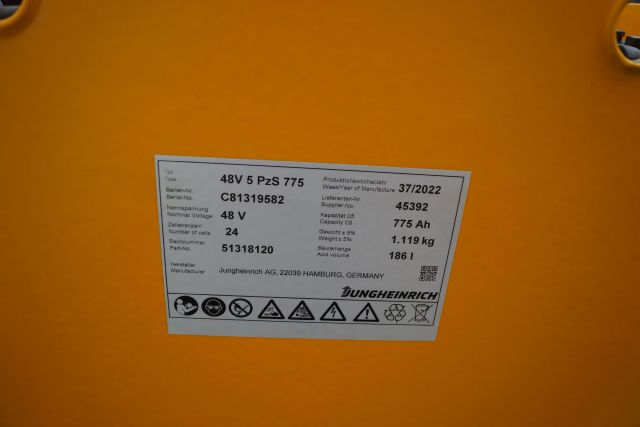 Typ
Type
48V 5 PzS 775
Produktionswoche/Jahr
Week/Year of Manufacture
37/2022
Serien-Nr.
Serial-No.
C81319582
Lieferanten-Nr.
Supplier-No.
45392
Nennspannung
Nominal Voltage
48 V
Kapazität C5
Capacity C5
775 Ah
Zellenanzahl
Number of cells
24
Gewicht ± 5%
Weight ± 5%
1.119 kg
Sachnummer
Part-No.
51318120
Säuremenge
Acid volume
186 l
Hersteller
Manufacturer
Jungheinrich AG, 22039 HAMBURG, GERMANY
JUNGHEINRICH